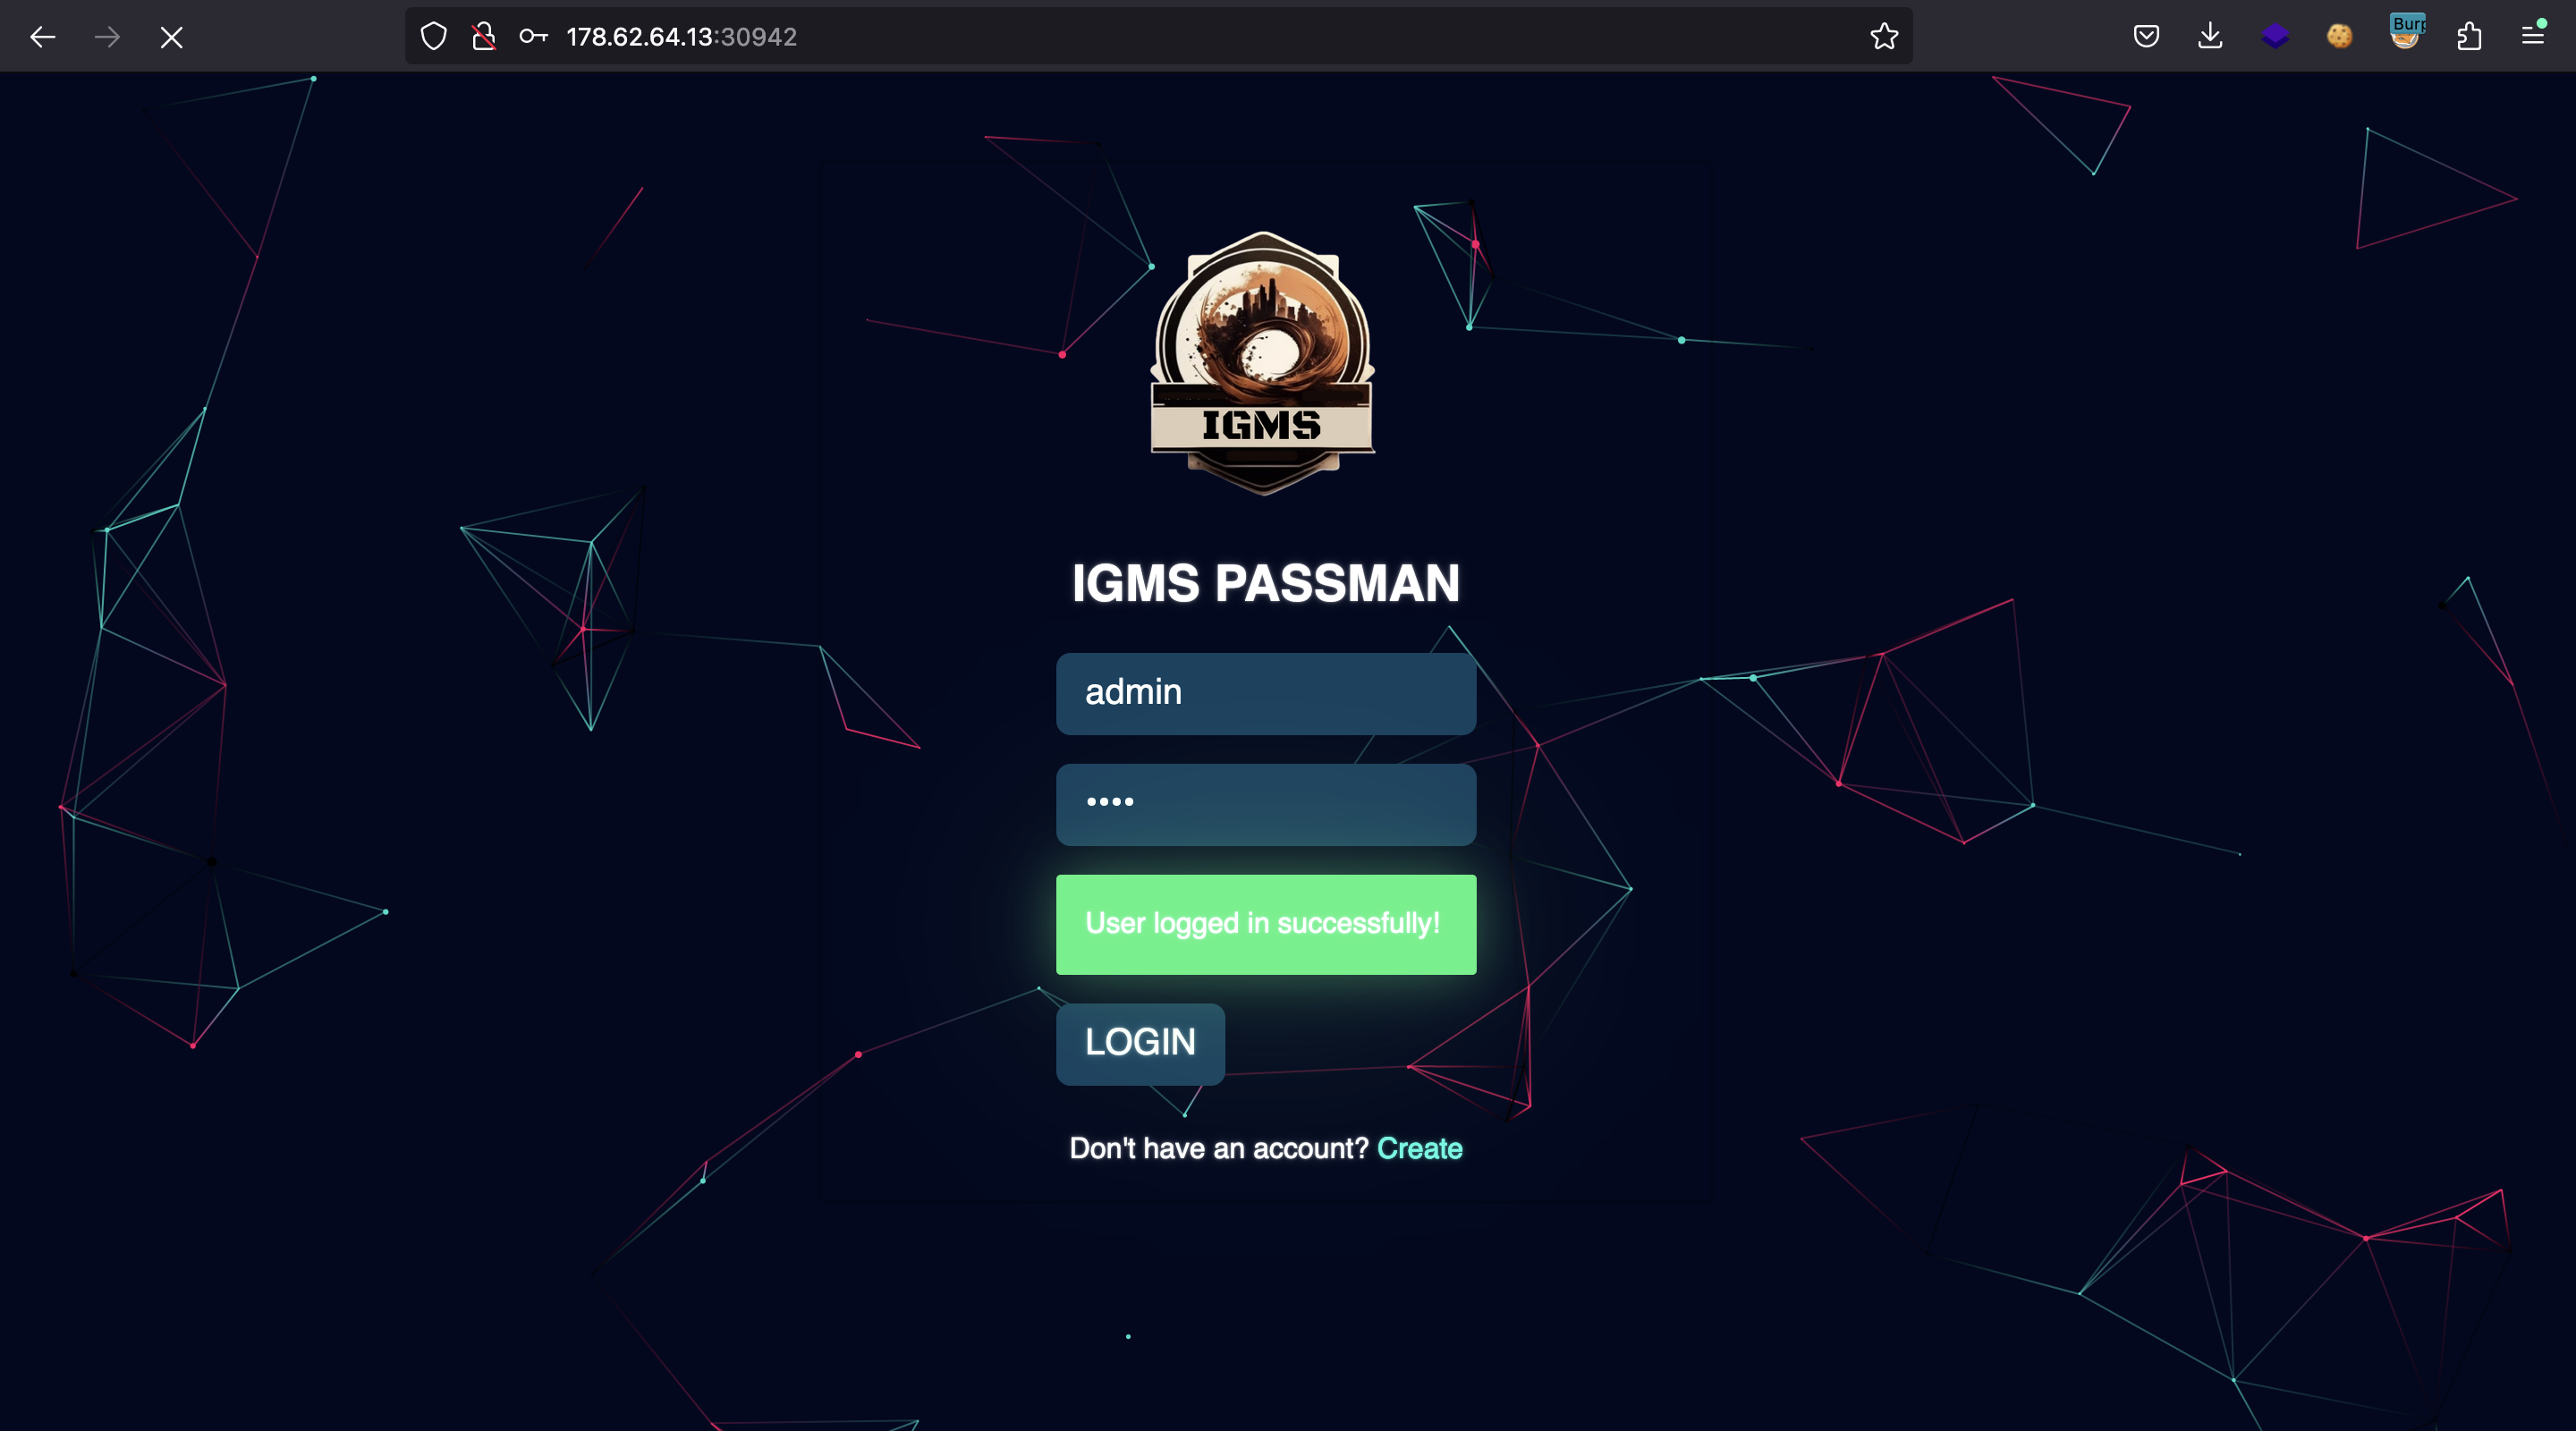 178.62.64.13:30942
Burp
IGMS
IGMS PASSMAN
admin
••••
User logged in successfully!
LOGIN
Don't have an account? Create